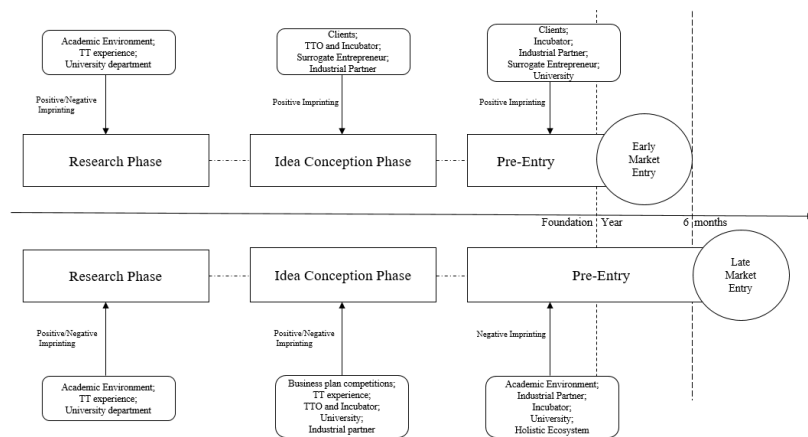 Academic Environment;
TT experience;
University department
Clients;
TTO and Incubator;
Surrogate Entrepreneur;
Industrial Partner
Clients;
Incubator;
Industrial Partner;
Surrogate Entrepreneur;
University
Positive/Negative
Imprinting
Positive Imprinting
Positive Imprinting
Research Phase
Idea Conception Phase
Pre-Entry
Early
Market
Entry
Foundation Year
6 months
Research Phase
Idea Conception Phase
Pre-Entry
Late
Market
Entry
Positive/Negative
Imprinting
Positive/Negative
Imprinting
Negative Imprinting
Academic Environment;
TT experience;
University department
Business plan competitions;
TT experience;
TTO and Incubator;
University;
Industrial partner
Academic Environment;
Industrial Partner;
Incubator;
University;
Holistic Ecosystem